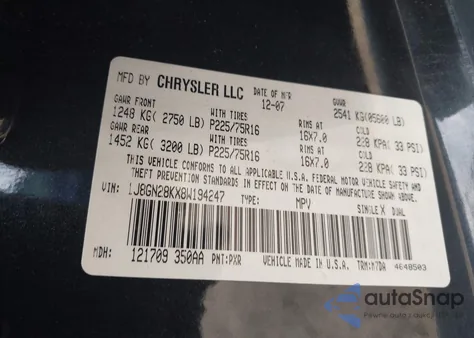 MFD BY CHRYSLER LLC DATE OF MFR 12-07 GVWR 2541 KG(05600 LB)
GAWR FRONT WITH TIRES RIMS AT COLD
1248 KG( 2750 LB) P225/75R16 16X7.0 228 KPA( 33 PSI)
GAWR REAR WITH TIRES RIMS AT COLD
1452 KG( 3200 LB) P225/75R16 16X7.0 228 KPA( 33 PSI)
THIS VEHICLE CONFORMS TO ALL APPLICABLE U.S.A. FEDERAL MOTOR VEHICLE SAFETY, BUMPER, AND
THEFT PREVENTION STANDARDS IN EFFECT ON THE DATE OF MANUFACTURE SHOWN ABOVE.
VIN: 1J8GN28KX8W194247 TYPE: MPV SINGLE X DUAL
MDH: 121709 350AA PNT: PXR VEHICLE MADE IN U.S.A. TRM: M7DA 4648503
autoSnap